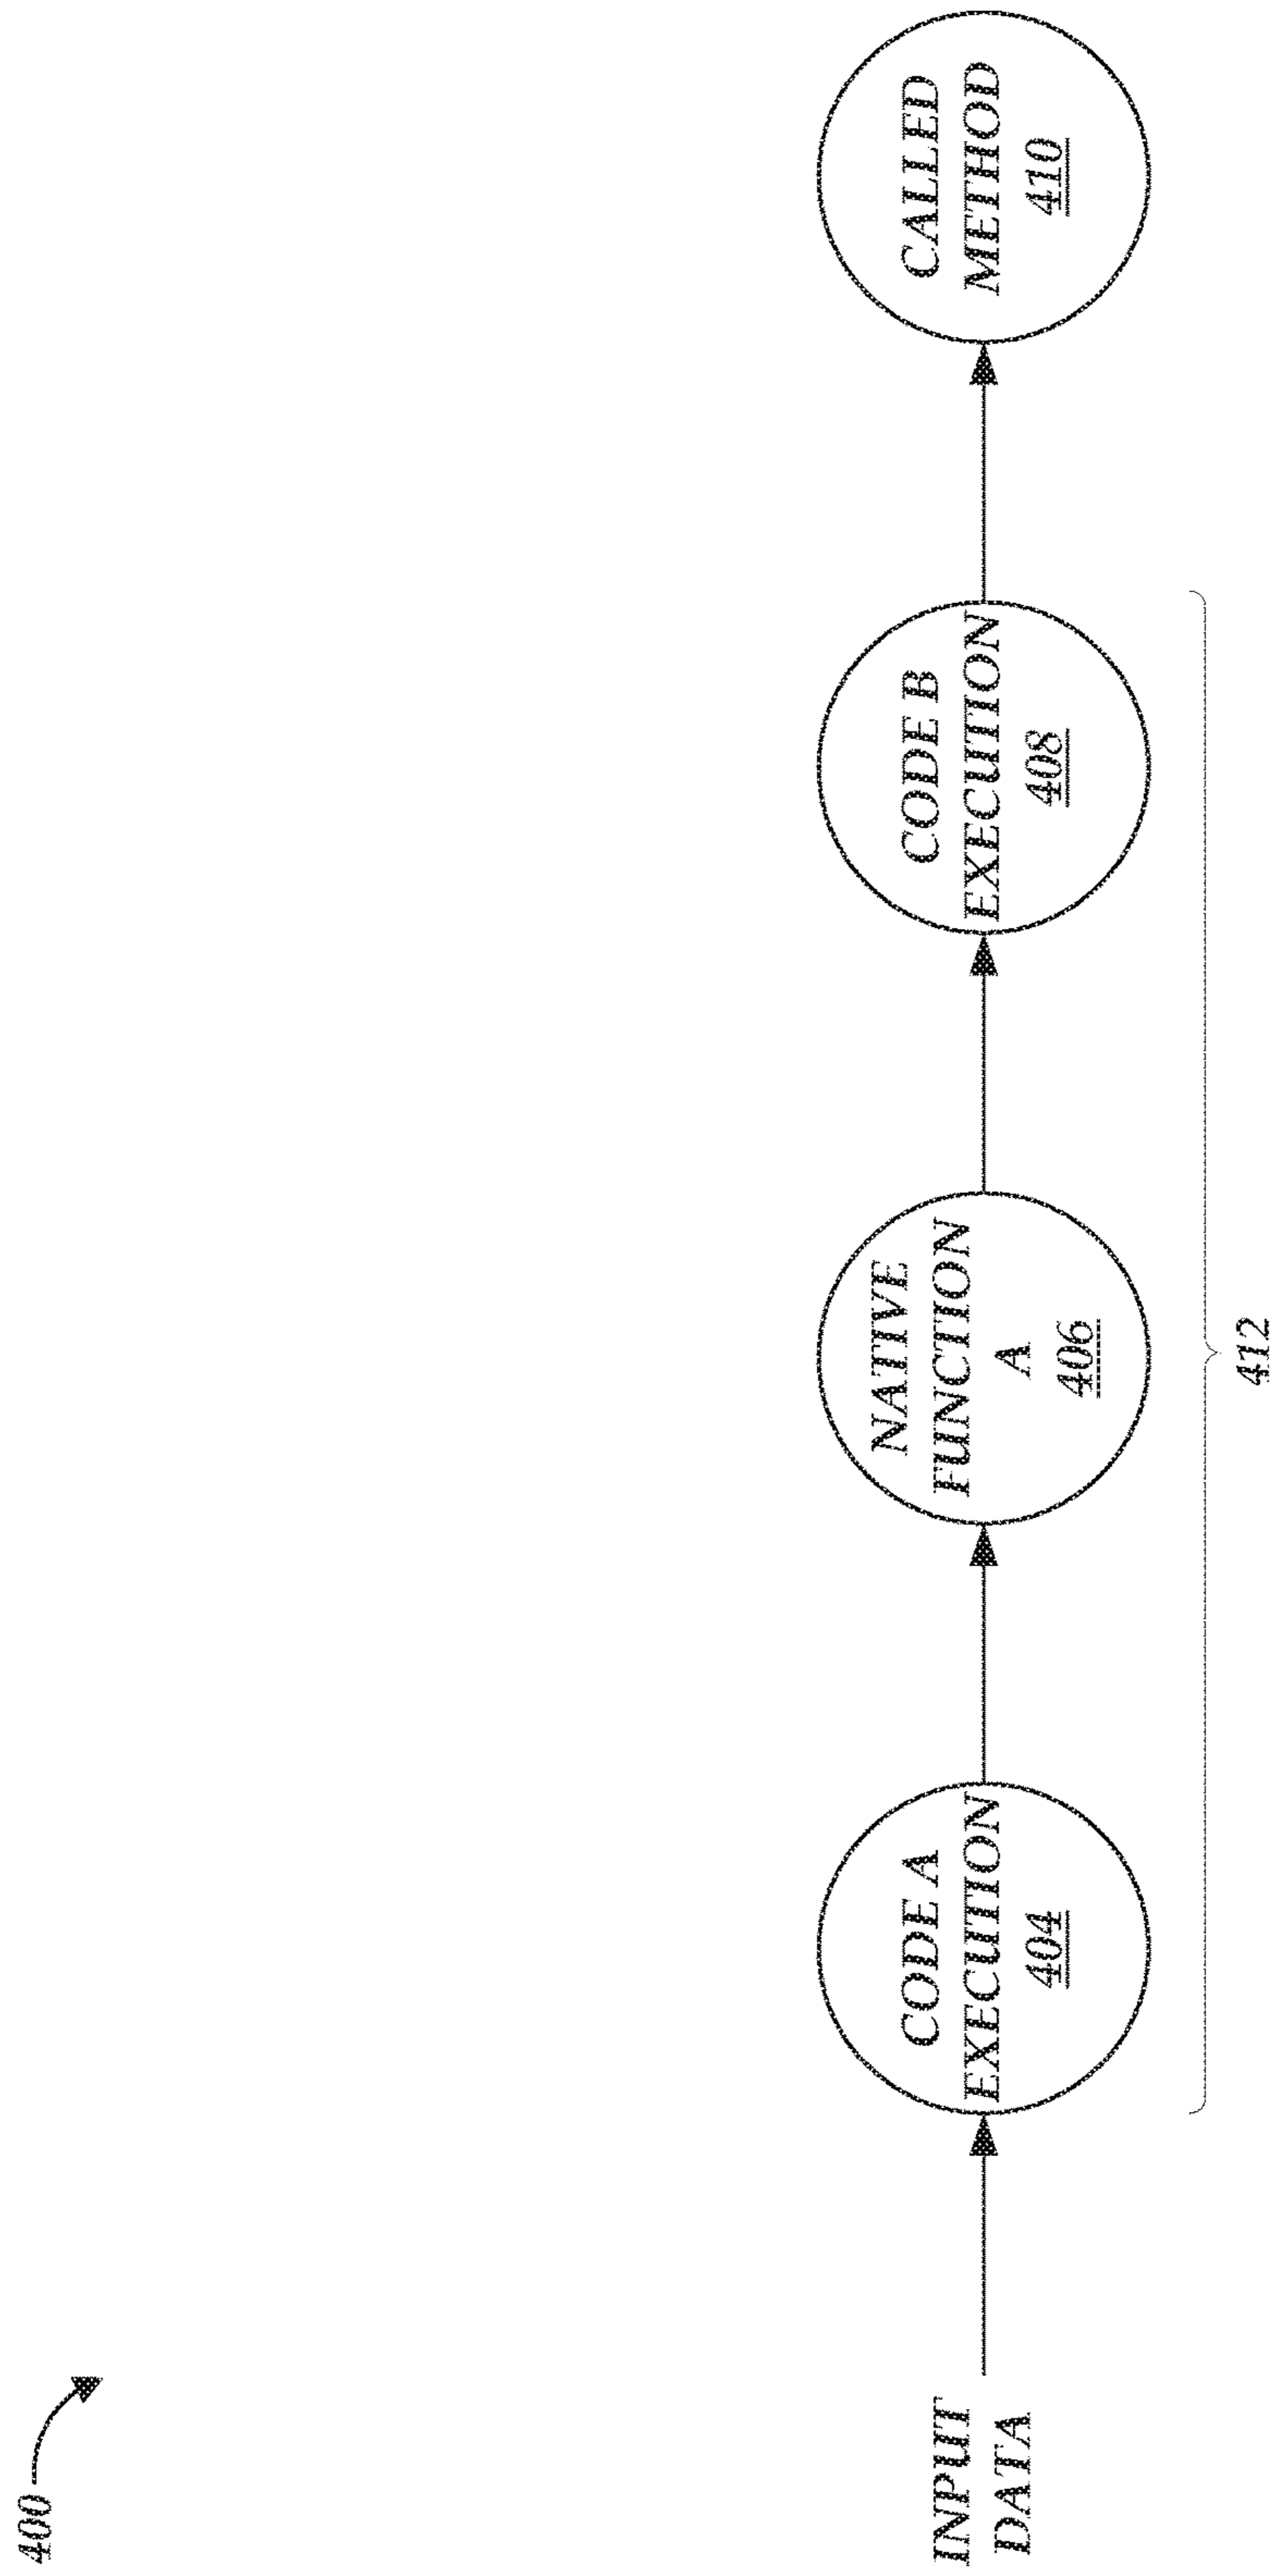 400
INPUT
DATA
CODE A
EXECUTION
404
NATIVE
FUNCTION
A
406
CODE B
EXECUTION
408
CALLED
METHOD
410
412